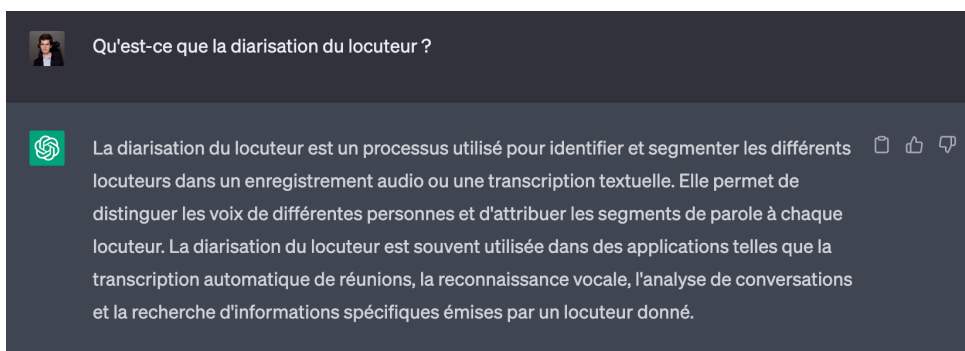 Qu'est-ce que la diarisation du locuteur ?
La diarisation du locuteur est un processus utilisé pour identifier et segmenter les différents
locuteurs dans un enregistrement audio ou une transcription textuelle. Elle permet de
distinguer les voix de différentes personnes et d'attribuer les segments de parole à chaque
locuteur. La diarisation du locuteur est souvent utilisée dans des applications telles que la
transcription automatique de réunions, la reconnaissance vocale, l'analyse de conversations
et la recherche d'informations spécifiques émises par un locuteur donné.